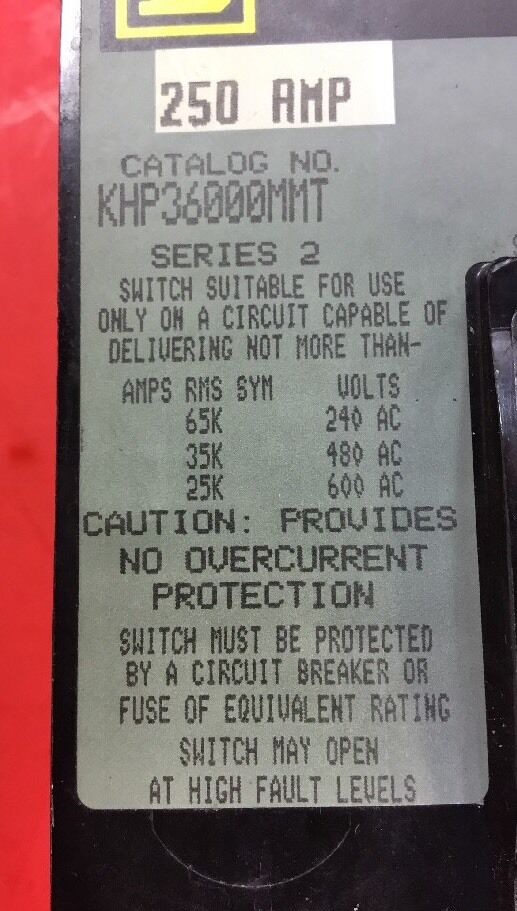 250 AMP
CATALOG NO.
KHP36000MMT
SERIES 2
SWITCH SUITABLE FOR USE
ONLY ON A CIRCUIT CAPABLE OF
DELIVERING NOT MORE THAN-
AMPS RMS SYM VOLTS
65K 240 AC
35K 480 AC
25K 600 AC
CAUTION: PROVIDES
NO OVERCURRENT
PROTECTION
SWITCH MUST BE PROTECTED
BY A CIRCUIT BREAKER OR
FUSE OF EQUIVALENT RATING
SWITCH MAY OPEN
AT HIGH FAULT LEVELS